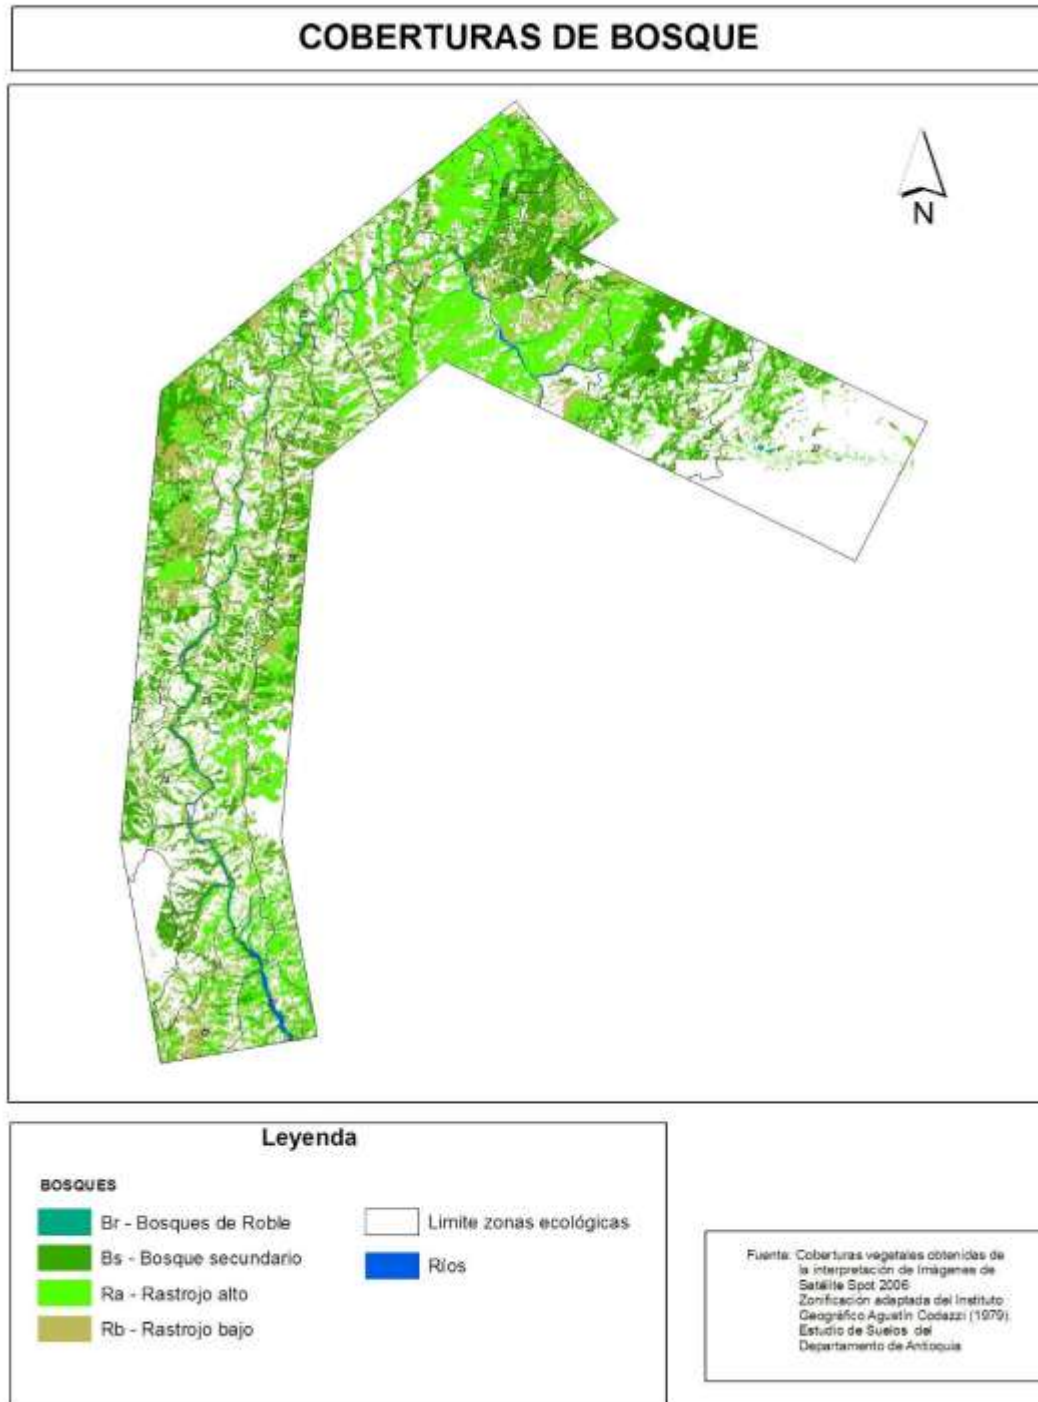 COBERTURAS DE BOSQUE
N
Leyenda
BOSQUES
Br - Bosques de Roble
Bs - Bosque secundario
Ra - Rastrojo alto
Rb - Rastrojo bajo
Limite zonas ecológicas
Ríos
Fuente: Coberturas vegetales obtenidas de
la interpretación de Imágenes de
Satélite Spot 2006
Zonificación adaptada del Instituto
Geográfico Agustín Codazzi (1979).
Estudio de Suelos del
Departamento de Antioquia